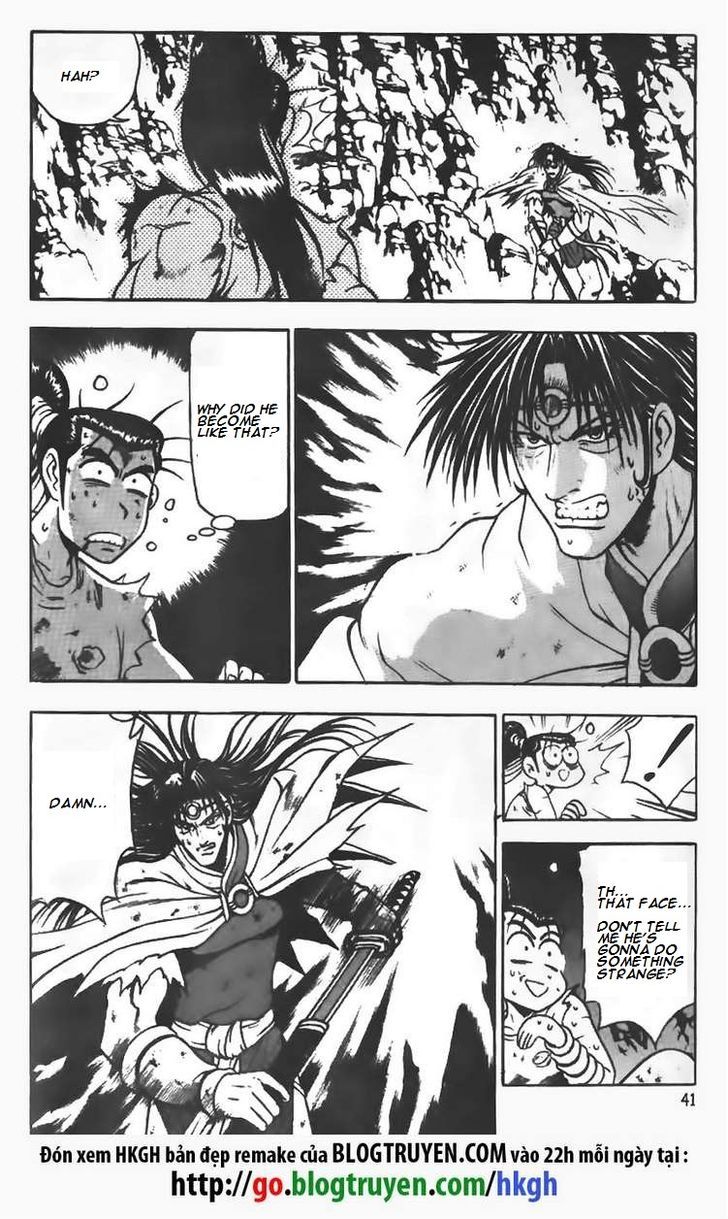 HAH?
WHY DID HE
BECOME
LIKE THAT?
DAMN...
!
TH...
THAT FACE...
DON'T TELL
ME HE'S
GONNA DO
SOMETHING
STRANGE?
41
Đón xem HKGH bản đẹp remake của BLOGTRUYEN.COM vào 22h mỗi ngày tại :
http://go.blogtruyen.com/hkgh